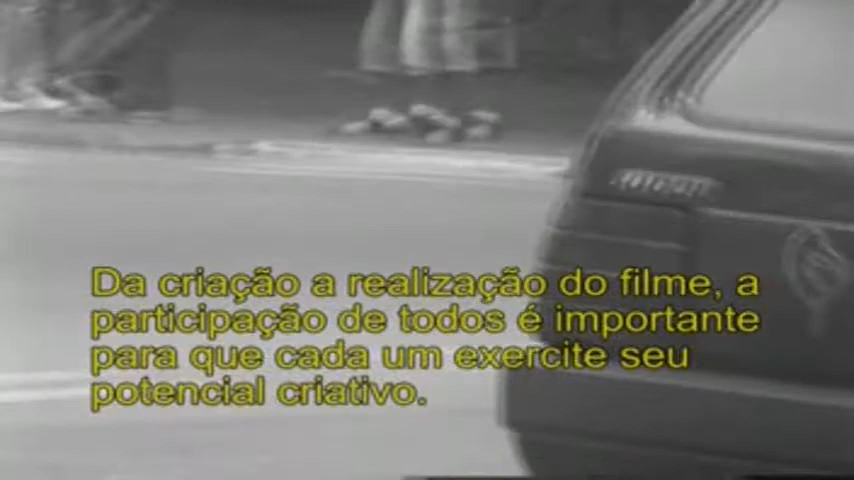 Da criação a realização do filme, a
participação de todos é importante
para que cada um exercite seu
potencial criativo.